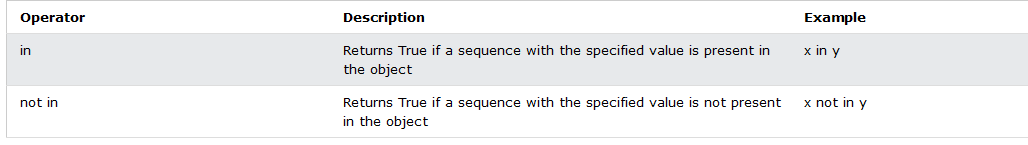 Operator Description Example
in Returns True if a sequence with the specified value is present in x in y
the object
not in Returns True if a sequence with the specified value is not present x not in y
in the object